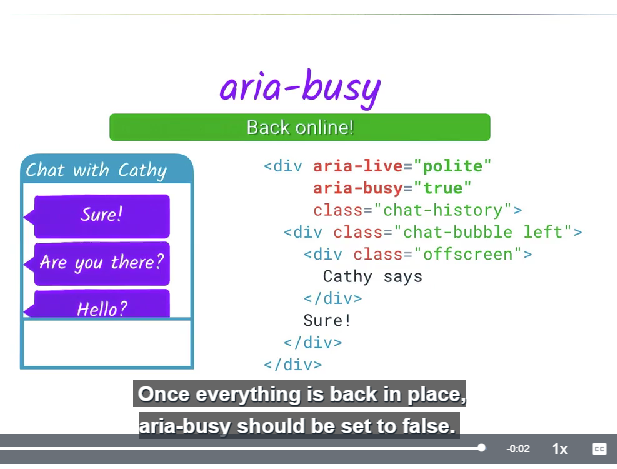 aria-busy
Back online!
Chat with Cathy
Sure!
Are you there?
Hello?
<div aria-live="polite"
aria-busy="true"
class="chat-history">
<div class="chat-bubble left">
<div class="offscreen">
Cathy says
</div>
Sure!
</div>
</div>
Once everything is back in place,
aria-busy should be set to false.
-0:02 1x CC